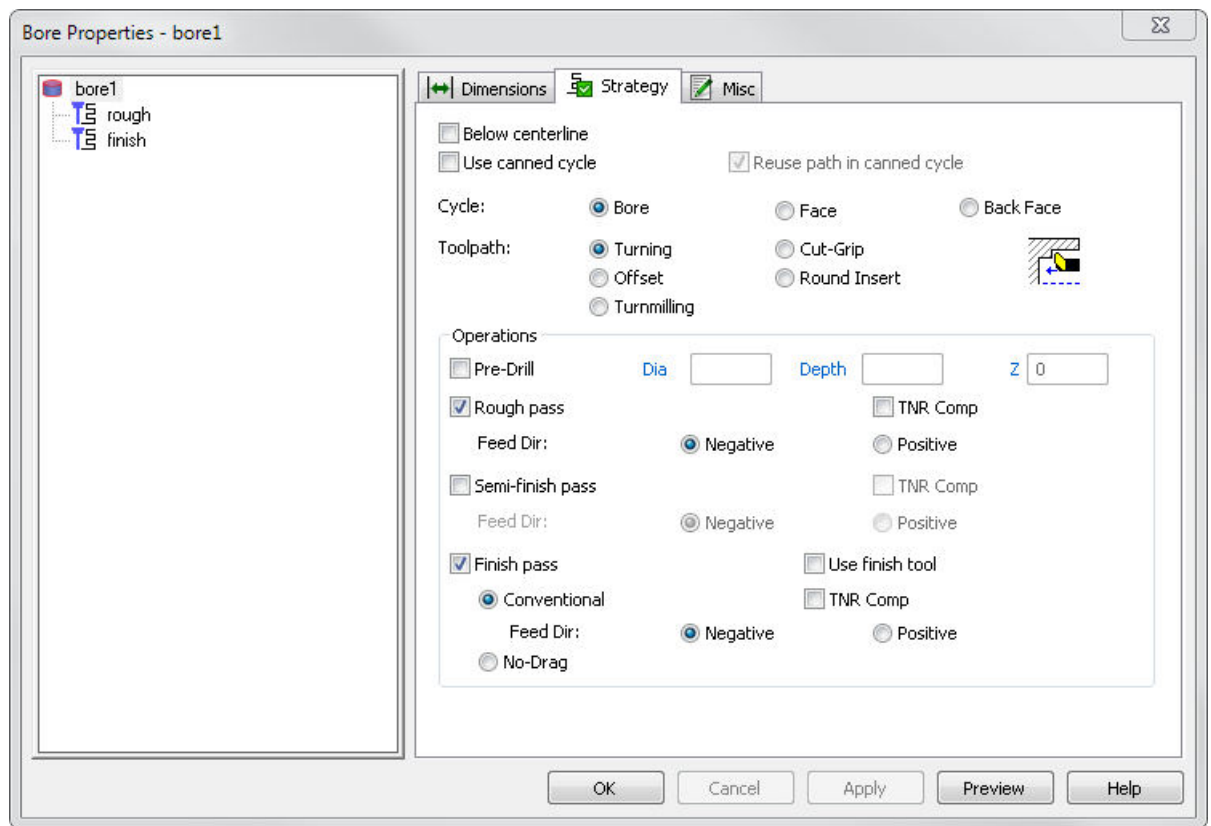 Bore Properties - bore1
bore1
rough
finish
Dimensions Strategy Misc
Below centerline
Use canned cycle Reuse path in canned cycle
Cycle: Bore Face Back Face
Toolpath: Turning Cut-Grip
Offset Round Insert
Turnmilling
Operations
Pre-Drill Dia Depth Z 0
Rough pass TNR Comp
Feed Dir: Negative Positive
Semi-finish pass TNR Comp
Feed Dir: Negative Positive
Finish pass Use finish tool
Conventional TNR Comp
Feed Dir: Negative Positive
No-Drag
OK Cancel Apply Preview Help